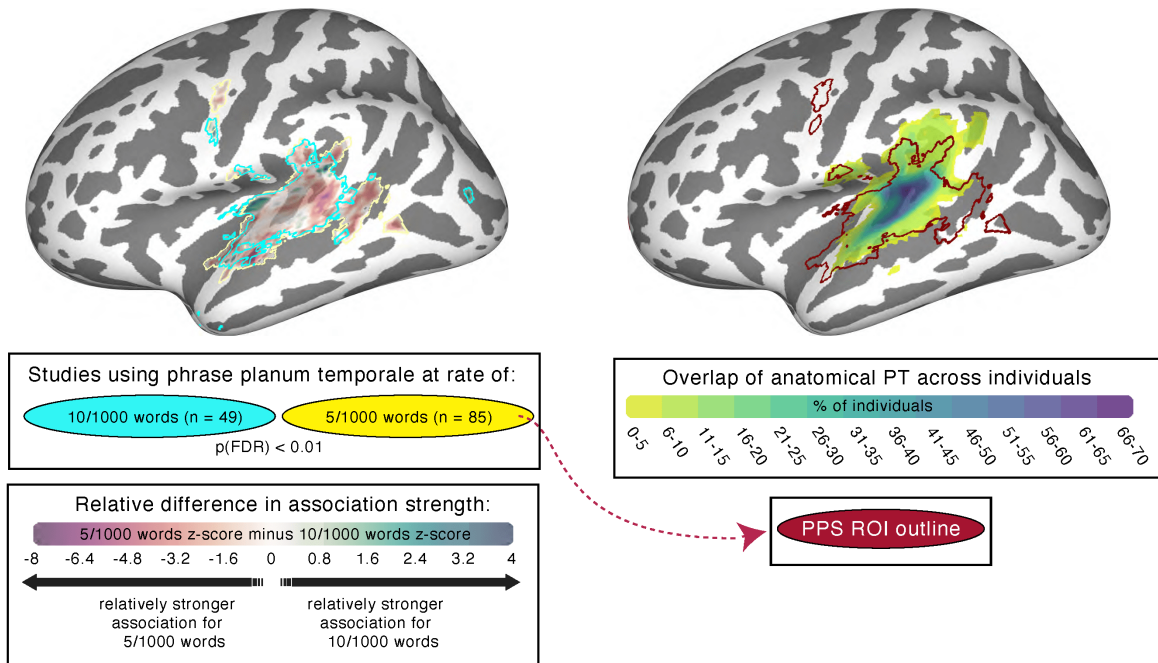 Studies using phrase planum temporale at rate of:
10/1000 words (n = 49)
5/1000 words (n = 85)
p(FDR) < 0.01
Relative difference in association strength:
5/1000 words z-score minus 10/1000 words z-score
-8 -6.4 -4.8 -3.2 -1.6 0 0.8 1.6 2.4 3.2 4
relatively stronger
association for
5/1000 words
relatively stronger
association for
10/1000 words
Overlap of anatomical PT across individuals
% of individuals
0-5 6-10 11-15 16-20 21-25 26-30 31-35 36-40 41-45 46-50 51-55 56-60 61-65 66-70
PPS ROI outline